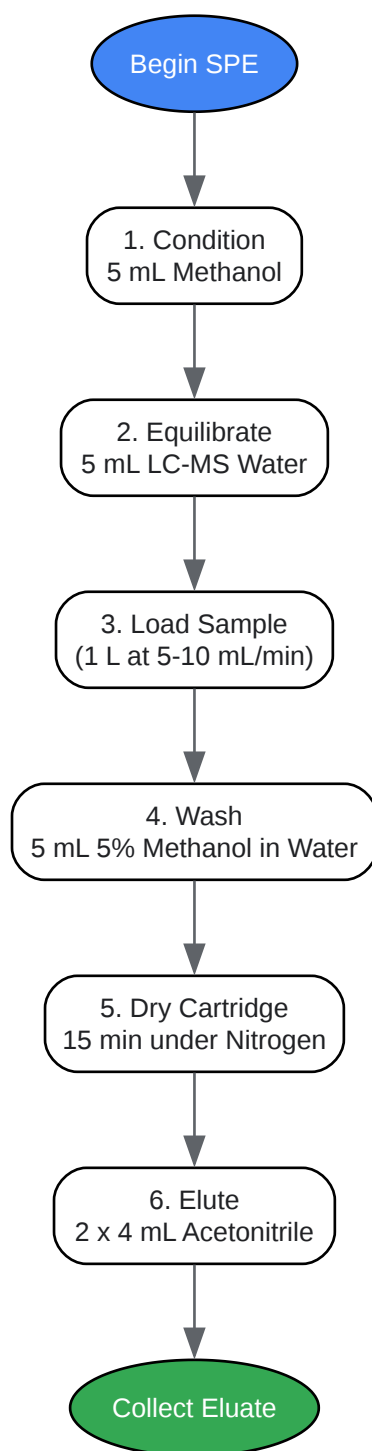 Begin SPE
1. Condition
5 mL Methanol
2. Equilibrate
5 mL LC-MS Water
3. Load Sample
(1 L at 5-10 mL/min)
4. Wash
5 mL 5% Methanol in Water
5. Dry Cartridge
15 min under Nitrogen
6. Elute
2 x 4 mL Acetonitrile
Collect Eluate